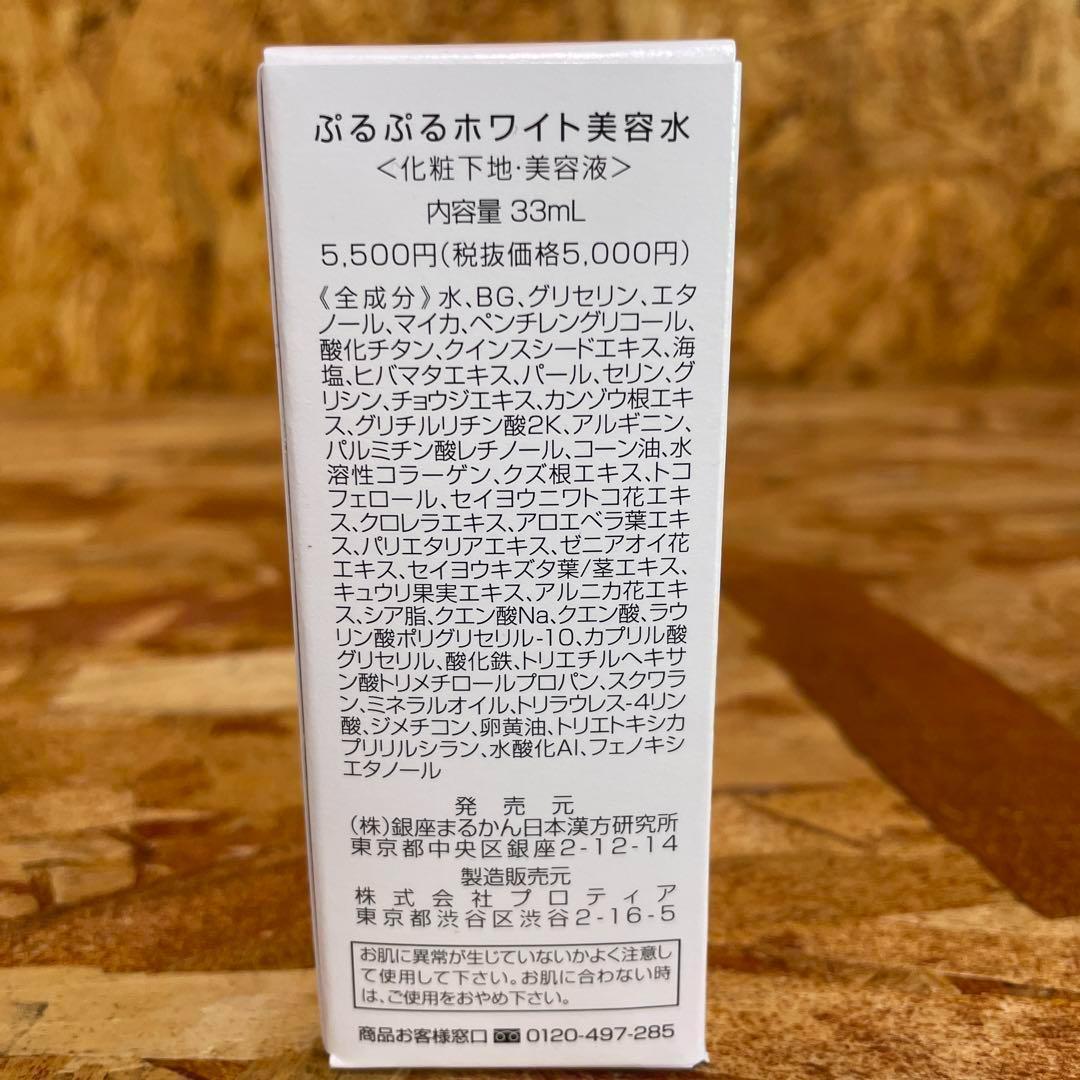 ぷるぷるホワイト美容水
<化粧下地・美容液>
内容量 33mL
5,500円(税抜価格5,000円)
《全成分》水、BG、グリセリン、エタ
ノール、マイカ、ペンチレングリコール、
酸化チタン、クインスシードエキス、海
塩、ヒバマタエキス、パール、セリン、グ
リシン、チョウジエキス、カンゾウ根エキ
ス、グリチルリチン酸2K、アルギニン、
パルミチン酸レチノール、コーン油、水
溶性コラーゲン、クズ根エキス、トコ
フェロール、セイヨウニワトコ花エキ
ス、クロレラエキス、アロエベラ葉エキ
ス、パリエタリアエキス、ゼニアオイ花
エキス、セイヨウキズタ葉/茎エキス、
キュウリ果実エキス、アルニカ花エキ
ス、シア脂、クエン酸Na、クエン酸、ラウ
リン酸ポリグリセリル-10、カプリル酸
グリセリル、酸化鉄、トリエチルヘキサ
ン酸トリメチロールプロパン、スクワラ
ン、ミネラルオイル、トリラウレス-4リン
酸、ジメチコン、卵黄油、トリエトキシカ
プリリルシラン、水酸化Al、フェノキシ
エタノール
発売元
(株)銀座まるかん日本漢方研究所
東京都中央区銀座2-12-14
製造販売元
株式会社プロティア
東京都渋谷区渋谷2-16-5
お肌に異常が生じていないかよく注意し
て使用して下さい。お肌に合わない時
は、ご使用をおやめ下さい。
商品お客様窓口 0120-497-285